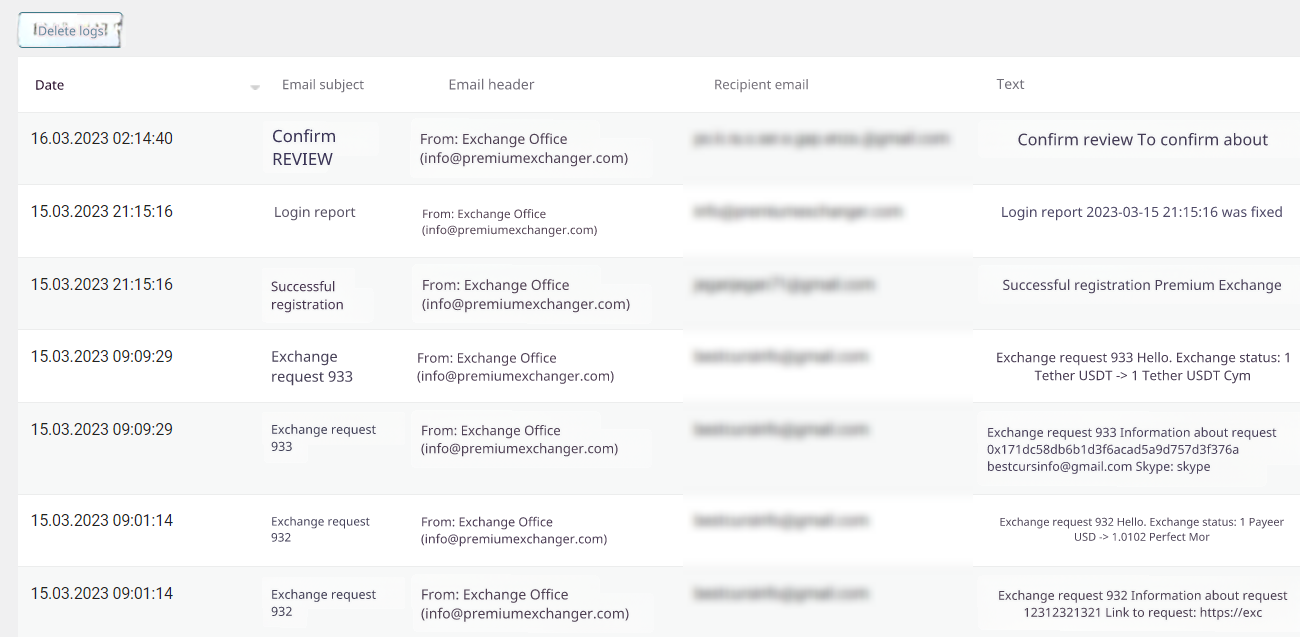 Delete logs
Date Email subject Email header Recipient email Text
16.03.2023 02:14:40
Confirm
REVIEW
From: Exchange Office
(info@premiumexchanger.com)
Confirm review To confirm about
15.03.2023 21:15:16
Login report
From: Exchange Office
(info@premiumexchanger.com)
Login report 2023-03-15 21:15:16 was fixed
15.03.2023 21:15:16
Successful
registration
From: Exchange Office
(info@premiumexchanger.com)
Successful registration Premium Exchange
15.03.2023 09:09:29
Exchange
request 933
From: Exchange Office
(info@premiumexchanger.com)
Exchange request 933 Hello. Exchange status: 1
Tether USDT -> 1 Tether USDT Cym
15.03.2023 09:09:29
Exchange request
933
From: Exchange Office
(info@premiumexchanger.com)
Exchange request 933 Information about request
0x171dc58db6b1d3f6acad5a9d757d3f376a
bestcursinfo@gmail.com Skype: skype
15.03.2023 09:01:14
Exchange request
932
From: Exchange Office
(info@premiumexchanger.com)
Exchange request 932 Hello. Exchange status: 1 Payeer
USD -> 1.0102 Perfect Mor
15.03.2023 09:01:14
Exchange request
932
From: Exchange Office
(info@premiumexchanger.com)
Exchange request 932 Information about request
12312321321 Link to request: https://exc